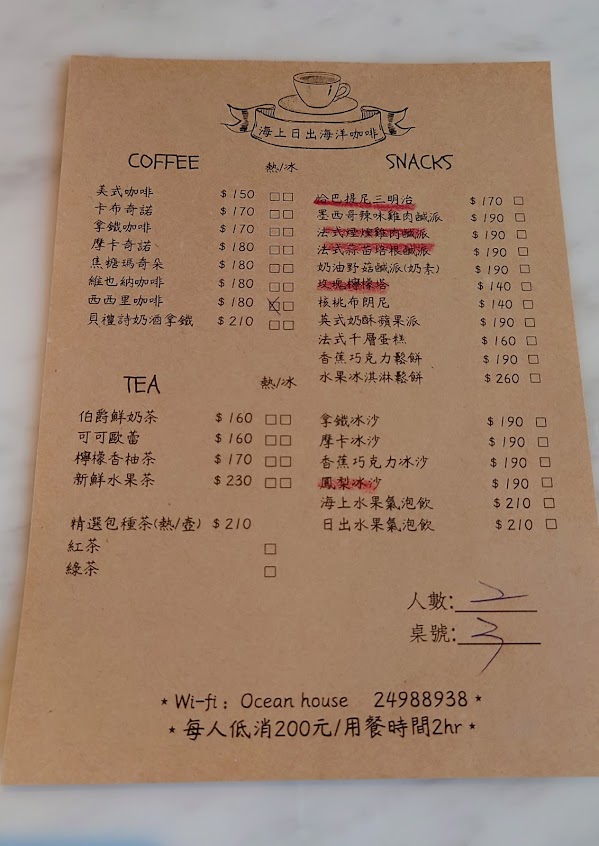 海上日出海洋咖啡
COFFEE 熱/冰
美式咖啡 $150 □□
卡布奇諾 $170 □□
拿鐵咖啡 $170 □□
摩卡奇諾 $180 □□
焦糖瑪奇朵 $180 □□
維也納咖啡 $180 □□
西西里咖啡 $180 ☒□
貝禮詩奶酒拿鐵 $210 □□
TEA 熱/冰
伯爵鮮奶茶 $160 □□
可可歐蕾 $160 □□
檸檬香柚茶 $170 □□
新鮮水果茶 $230 □□
精選包種茶(熱/壺) $210
紅茶 □
綠茶 □
SNACKS
哈巴提尼三明治 $170 □
墨西哥辣味雞肉鹹派 $190 □
法式煙燻雞肉鹹派 $190 □
法式蒜苗培根鹹派 $190 □
奶油野菇鹹派(奶素) $190 □
玫瑰檸檬塔 $140 □
核桃布朗尼 $140 □
英式奶酥蘋果派 $190 □
法式千層蛋糕 $160 □
香蕉巧克力鬆餅 $190 □
水果冰淇淋鬆餅 $260 □
拿鐵冰沙 $190 □
摩卡冰沙 $190 □
香蕉巧克力冰沙 $190 □
鳳梨冰沙 $190 □
海上水果氣泡飲 $210 □
日出水果氣泡飲 $210 □
人數: 2
桌號: 3
★ Wi-fi : Ocean house 24988938 ★
★ 每人低消200元/用餐時間2hr ★